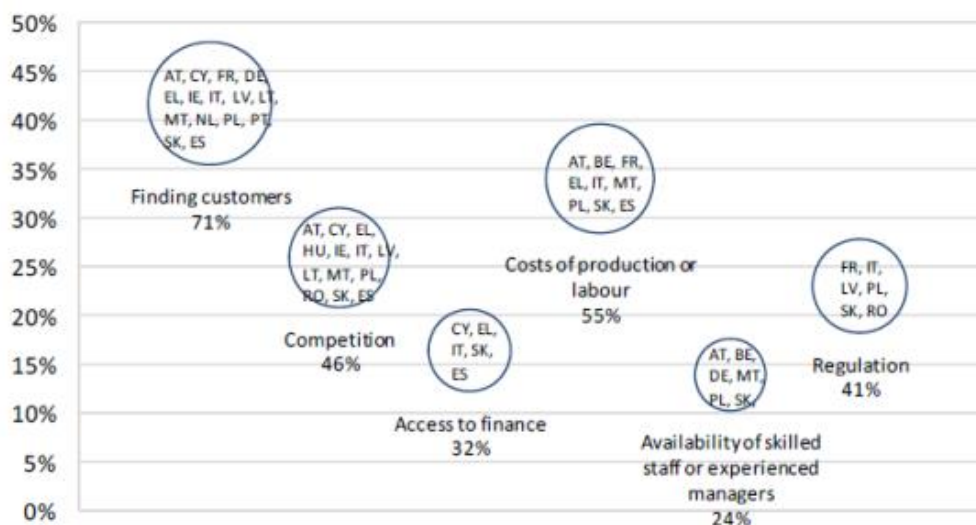 50%
45%
40%
35%
30%
25%
20%
15%
10%
5%
0%
AT, CY, FR, DE,
EL, IE, IT, LV, LT,
MT, NL, PL, PT,
SK, ES
Finding customers
71%
AT, CY, EL,
HU, IE, IT, LV,
LT, MT, PL,
RO, SK, ES
Competition
46%
CY, EL,
IT, SK,
ES
Access to finance
32%
AT, BE, FR,
EL, IT, MT,
PL, SK, ES
Costs of production or
labour
55%
AT, BE,
DE, MT,
PL, SK,
Availability of skilled
staff or experienced
managers
24%
FR, IT,
LV, PL,
SK, RO
Regulation
41%